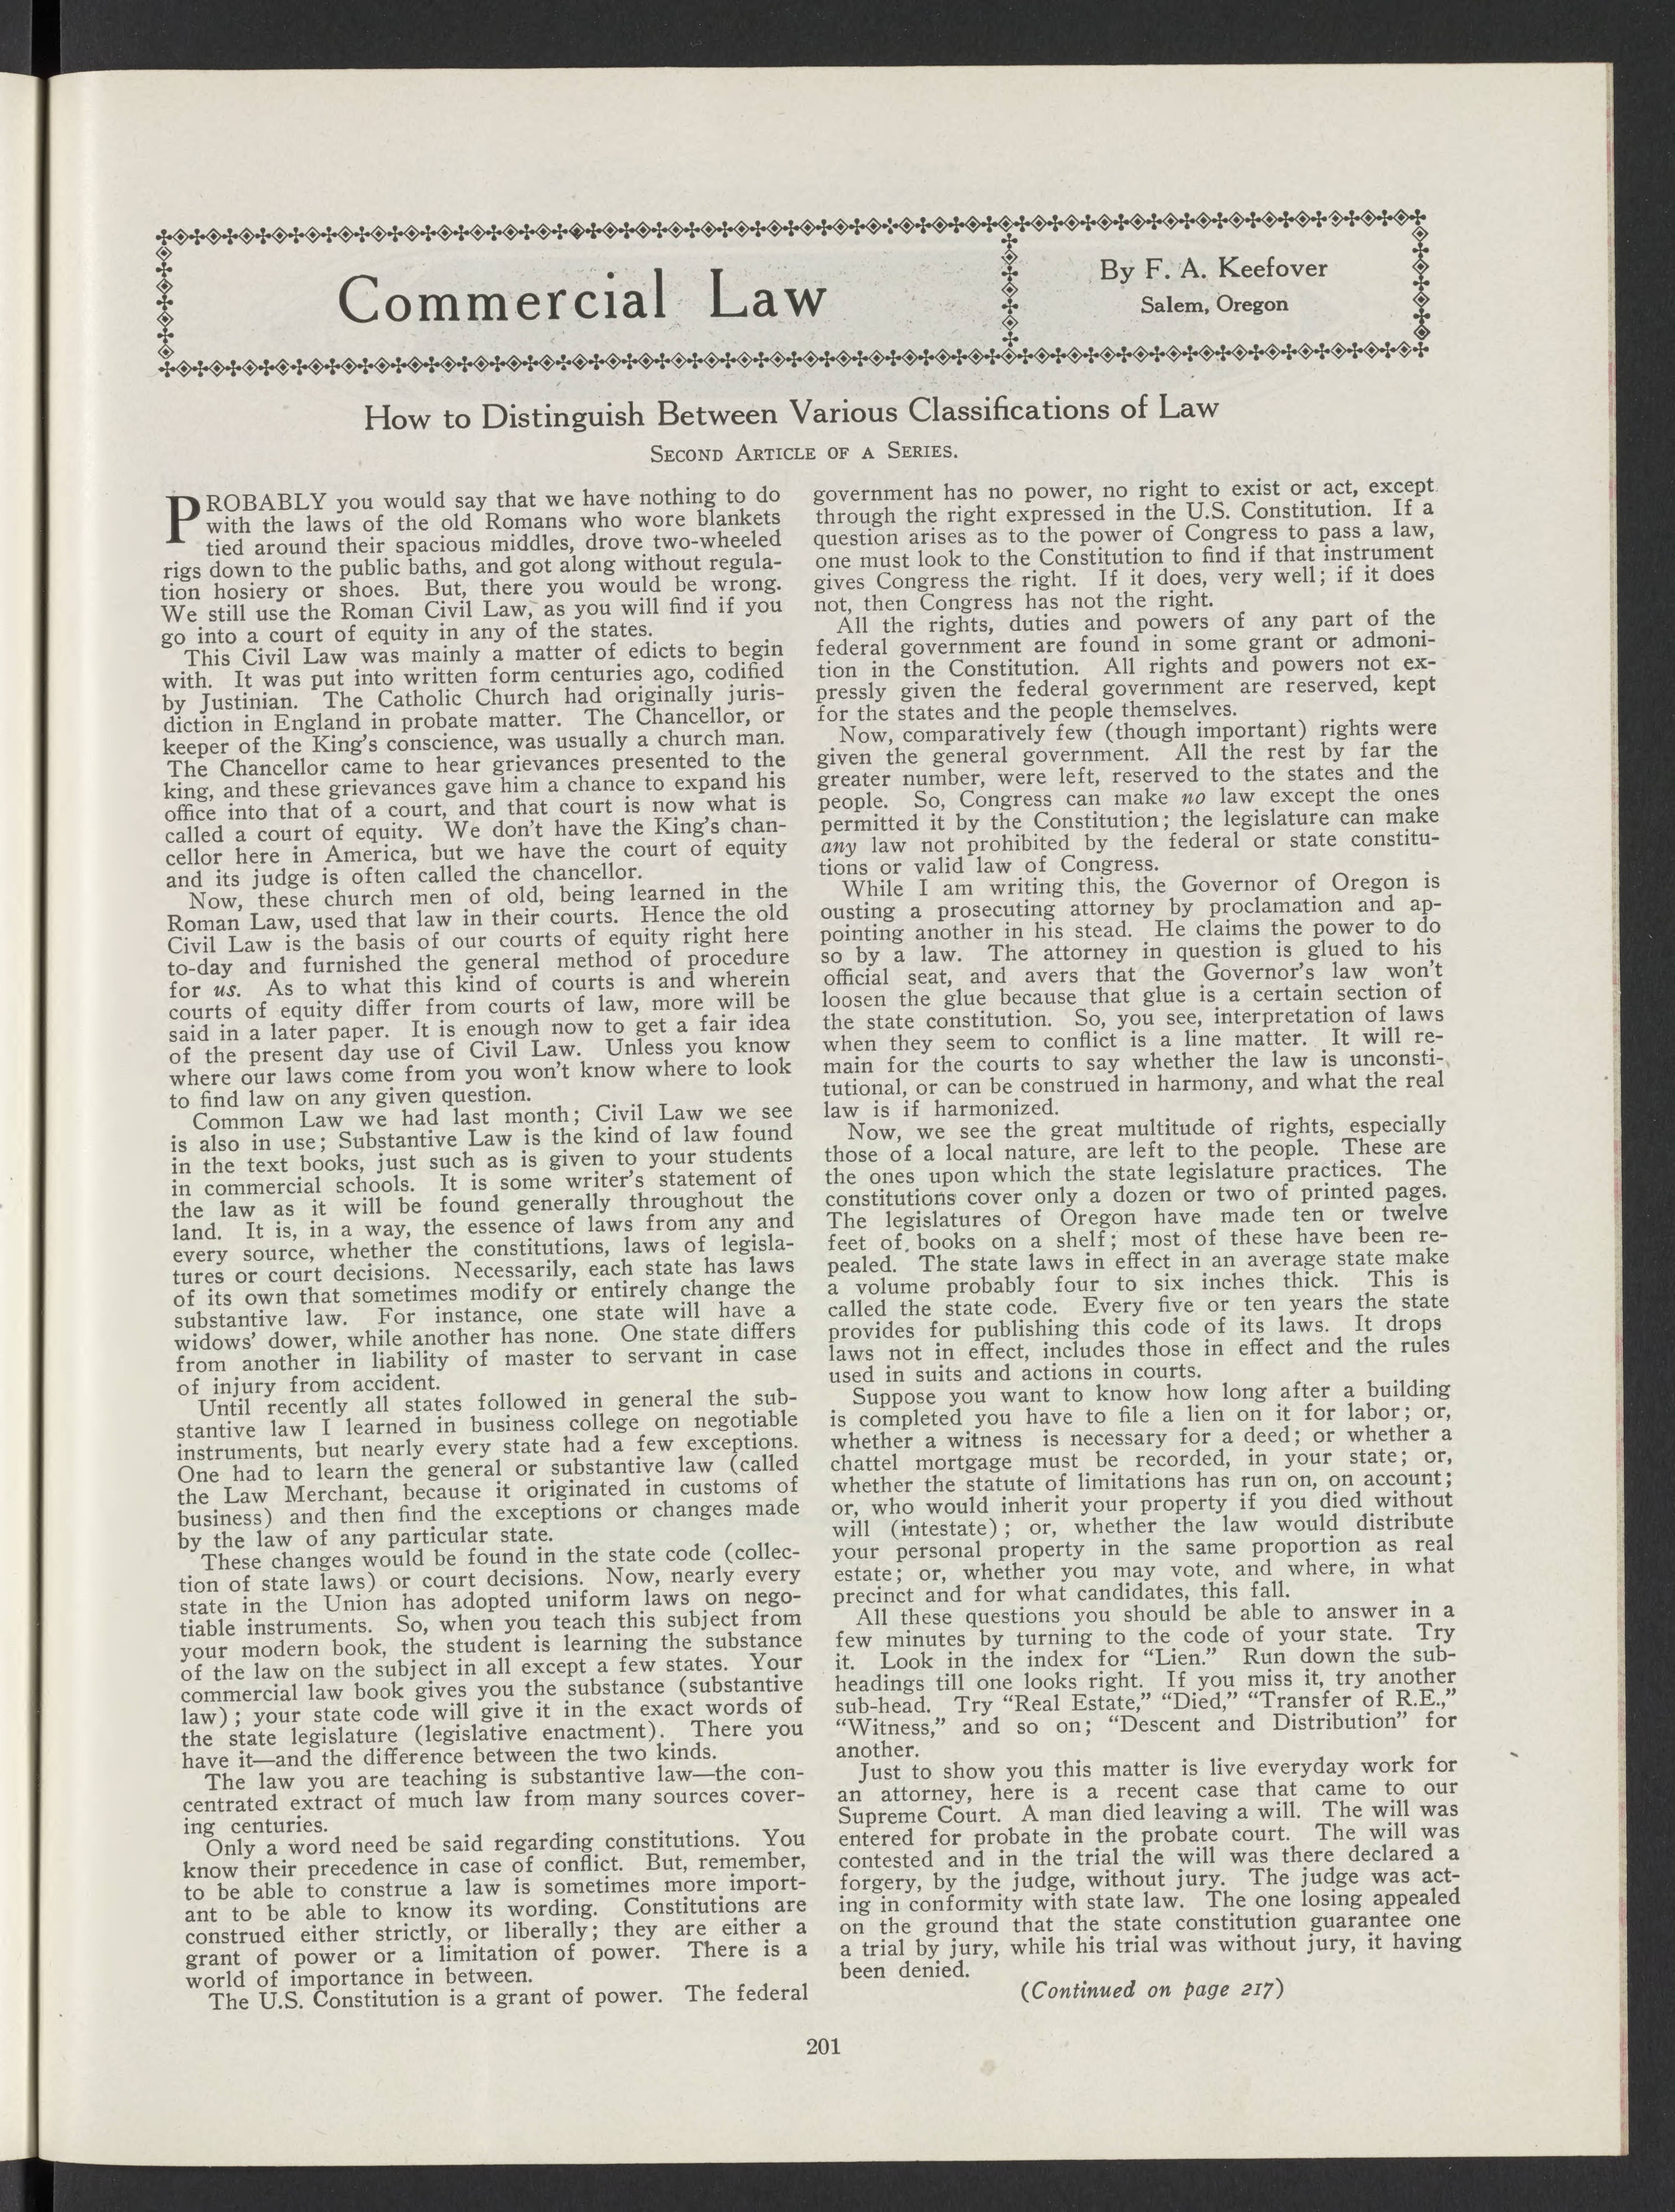 Commercial Law
By F. A. Keefover
Salem, Oregon
How to Distinguish Between Various Classifications of Law
SECOND ARTICLE OF A SERIES.
PROBABLY you would say that we have nothing to do
with the laws of the old Romans who wore blankets
tied around their spacious middles, drove two-wheeled
rigs down to the public baths, and got along without regula-
tion hosiery or shoes. But, there you would be wrong.
We still use the Roman Civil Law, as you will find if you
go into a court of equity in any of the states.
This Civil Law was mainly a matter of edicts to begin
with. It was put into written form centuries ago, codified
by Justinian. The Catholic Church had originally juris-
diction in England in probate matter. The Chancellor, or
keeper of the King's conscience, was usually a church man.
The Chancellor came to hear grievances presented to the
king, and these grievances gave him a chance to expand his
office into that of a court, and that court is now what is
called a court of equity. We don't have the King's chan-
cellor here in America, but we have the court of equity
and its judge is often called the chancellor.
Now, these church men of old, being learned in the
Roman Law, used that law in their courts. Hence the old
Civil Law is the basis of our courts of equity right here
to-day and furnished the general method of procedure
for us. As to what this kind of courts is and wherein
courts of equity differ from courts of law, more will be
said in a later paper. It is enough now to get a fair idea
of the present day use of Civil Law. Unless you know
where our laws come from you won't know where to look
to find law on any given question.
Common Law we had last month; Civil Law we see
is also in use; Substantive Law is the kind of law found
in the text books, just such as is given to your students
in commercial schools. It is some writer's statement of
the law as it will be found generally throughout the
land. It is, in a way, the essence of laws from any and
every source, whether the constitutions, laws of legisla-
tures or court decisions. Necessarily, each state has laws
of its own that sometimes modify or entirely change the
substantive law. For instance, one state will have a
widows' dower, while another has none. One state differs
from another in liability of master to servant in case
of injury from accident.
Until recently all states followed in general the sub-
stantive law I learned in business college on negotiable
instruments, but nearly every state had a few exceptions.
One had to learn the general or substantive law (called
the Law Merchant, because it originated in customs of
business) and then find the exceptions or changes made
by the law of any particular state.
These changes would be found in the state code (collec-
tion of state laws) or court decisions. Now, nearly every
state in the Union has adopted uniform laws on nego-
tiable instruments. So, when you teach this subject from
your modern book, the student is learning the substance
of the law on the subject in all except a few states. Your
commercial law book gives you the substance (substantive
law); your state code will give it in the exact words of
the state legislature (legislative enactment). There you
have it—and the difference between the two kinds.
The law you are teaching is substantive law—the con-
centrated extract of much law from many sources cover-
ing centuries.
Only a word need be said regarding constitutions. You
know their precedence in case of conflict. But, remember,
to be able to construe a law is sometimes more import-
ant to be able to know its wording. Constitutions are
construed either strictly, or liberally; they are either a
grant of power or a limitation of power. There is a
world of importance in between.
The U.S. Constitution is a grant of power. The federal
government has no power, no right to exist or act, except
through the right expressed in the U.S. Constitution. If a
question arises as to the power of Congress to pass a law,
one must look to the Constitution to find if that instrument
gives Congress the right. If it does, very well; if it does
not, then Congress has not the right.
All the rights, duties and powers of any part of the
federal government are found in some grant or admoni-
tion in the Constitution. All rights and powers not ex-
pressly given the federal government are reserved, kept
for the states and the people themselves.
Now, comparatively few (though important) rights were
given the general government. All the rest by far the
greater number, were left, reserved to the states and the
people. So, Congress can make no law except the ones
permitted it by the Constitution; the legislature can make
any law not prohibited by the federal or state constitu-
tions or valid law of Congress.
While I am writing this, the Governor of Oregon is
ousting a prosecuting attorney by proclamation and ap-
pointing another in his stead. He claims the power to do
so by a law. The attorney in question is glued to his
official seat, and avers that the Governor's law won't
loosen the glue because that glue is a certain section of
the state constitution. So, you see, interpretation of laws
when they seem to conflict is a line matter. It will re-
main for the courts to say whether the law is unconsti-
tutional, or can be construed in harmony, and what the real
law is if harmonized.
Now, we see the great multitude of rights, especially
those of a local nature, are left to the people. These are
the ones upon which the state legislature practices. The
constitutions cover only a dozen or two of printed pages.
The legislatures of Oregon have made ten or twelve
feet of books on a shelf; most of these have been re-
pealed. The state laws in effect in an average state make
a volume probably four to six inches thick. This is
called the state code. Every five or ten years the state
provides for publishing this code of its laws. It drops
laws not in effect, includes those in effect and the rules
used in suits and actions in courts.
Suppose you want to know how long after a building
is completed you have to file a lien on it for labor; or,
whether a witness is necessary for a deed; or whether a
chattel mortgage must be recorded, in your state; or,
whether the statute of limitations has run on, on account;
or, who would inherit your property if you died without
will (intestate); or, whether the law would distribute
your personal property in the same proportion as real
estate; or, whether you may vote, and where, in what
precinct and for what candidates, this fall.
All these questions you should be able to answer in a
few minutes by turning to the code of your state. Try
it. Look in the index for "Lien." Run down the sub-
headings till one looks right. If you miss it, try another
sub-head. Try "Real Estate," "Died," "Transfer of R.E.,"
"Witness," and so on; "Descent and Distribution" for
another.
Just to show you this matter is live everyday work for
an attorney, here is a recent case that came to our
Supreme Court. A man died leaving a will. The will was
entered for probate in the probate court. The will was
contested and in the trial the will was there declared a
forgery, by the judge, without jury. The judge was act-
ing in conformity with state law. The one losing appealed
on the ground that the state constitution guarantee one
a trial by jury, while his trial was without jury, it having
been denied.
(Continued on page 217)
201